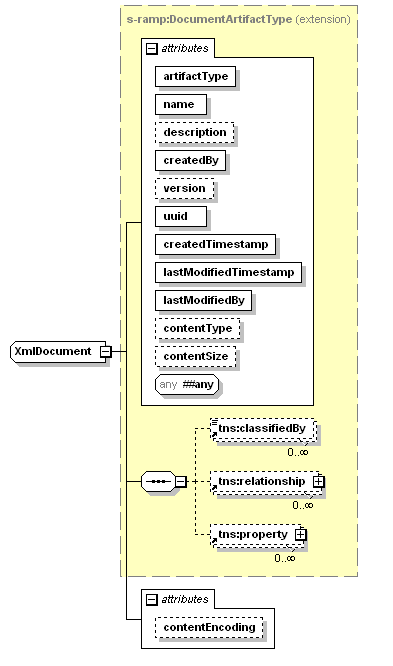 s-ramp:DocumentArtifactType (extension)
attributes
artifactType
name
description
createdBy
version
uuid
createdTimestamp
lastModifiedTimestamp
lastModifiedBy
contentType
contentSize
any ##any
XmlDocument
tns:classifiedBy
0..∞
tns:relationship
0..∞
tns:property
0..∞
attributes
contentEncoding